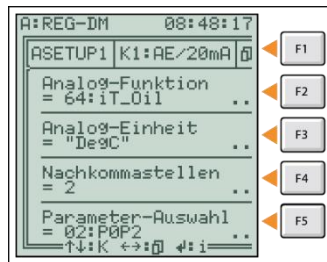 A:REG-DM 08:48:17
ASETUP1 K1:AE/20mA
F1
Analog-Funktion
= 64:iT_Oil ..
F2
Analog-Einheit
= "DegC" ..
F3
Nachkommastellen
= 2 ..
F4
Parameter-Auswahl
= 02:P0P2 ..
F5
↑↓:K ←→: ↲:i